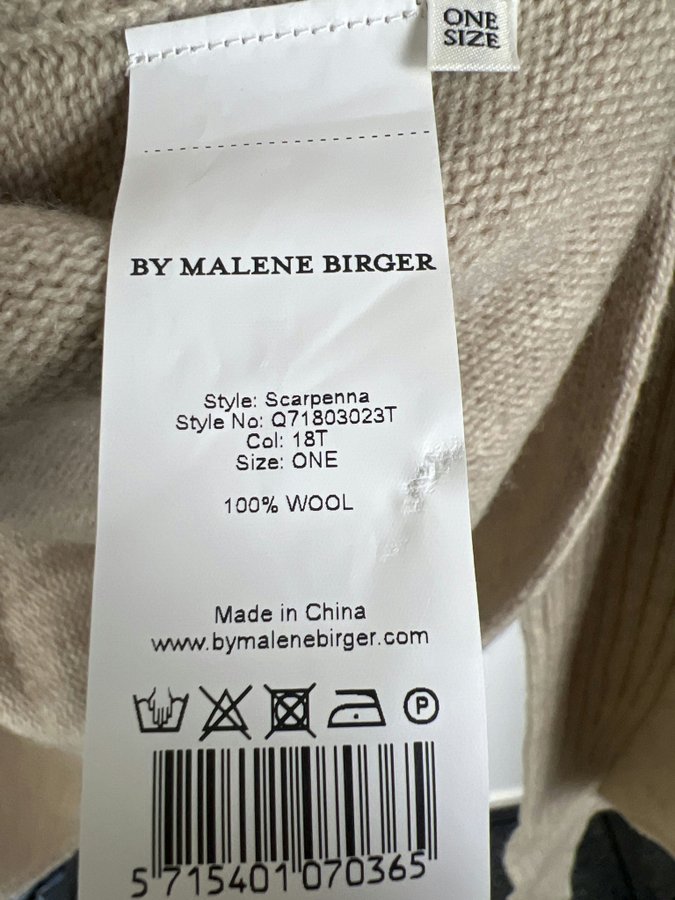 ONE
SIZE
BY MALENE BIRGER
Style: Scarpenna
Style No: Q71803023T
Col: 18T
Size: ONE
100% WOOL
Made in China
www.bymalenebirger.com
P
5 715401 070365